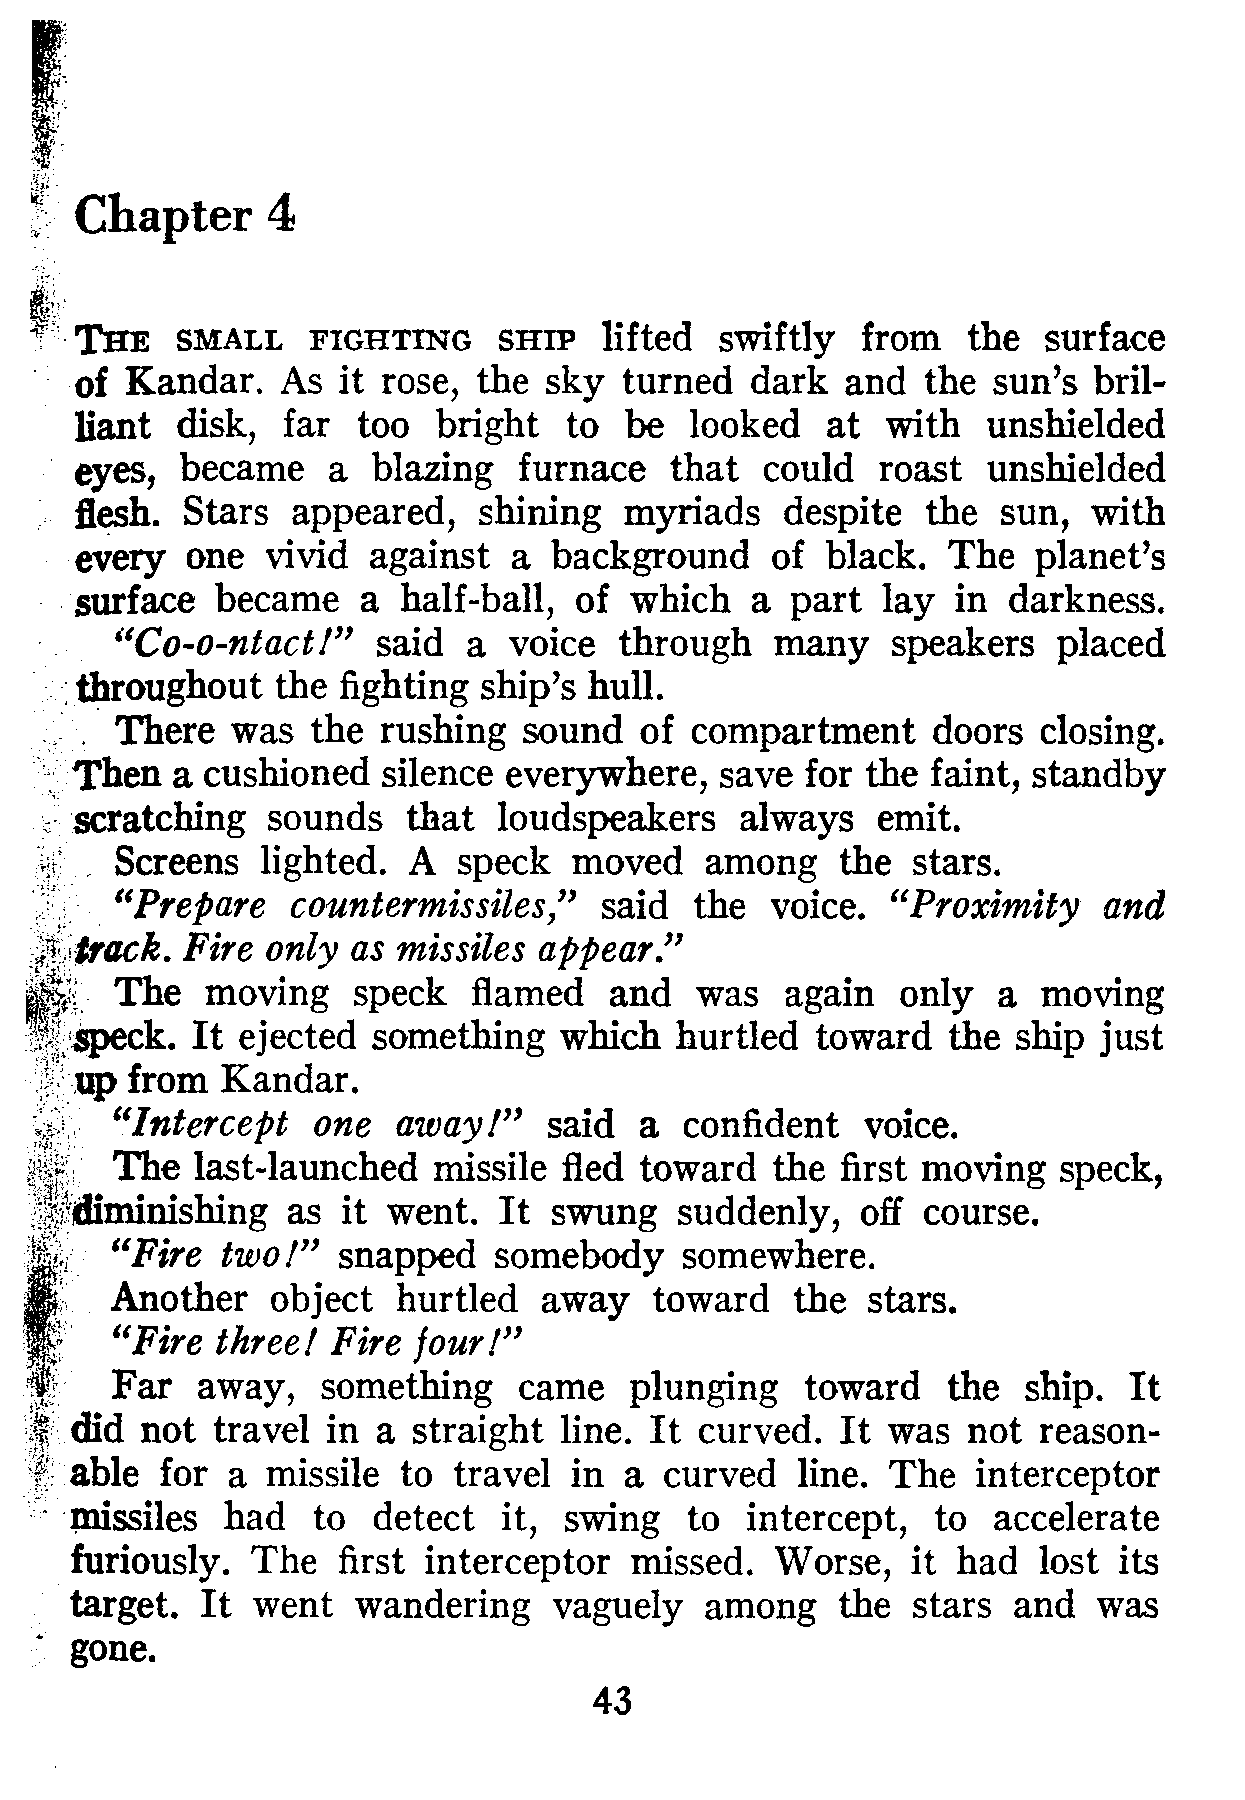 Chapter 4
THE SMALL FIGHTING SHIP lifted swiftly from the surface
of Kandar. As it rose, the sky turned dark and the sun's bril-
liant disk, far too bright to be looked at with unshielded
eyes, became a blazing furnace that could roast unshielded
flesh. Stars appeared, shining myriads despite the sun, with
every one vivid against a background of black. The planet's
surface became a half-ball, of which a part lay in darkness.
“Co-o-ntact!” said a voice through many speakers placed
throughout the fighting ship's hull.
There was the rushing sound of compartment doors closing.
Then a cushioned silence everywhere, save for the faint, standby
scratching sounds that loudspeakers always emit.
Screens lighted. A speck moved among the stars.
“Prepare countermissiles,” said the voice. “Proximity and
track. Fire only as missiles appear.”
The moving speck flamed and was again only a moving
speck. It ejected something which hurtled toward the ship just
up from Kandar.
“Intercept one away!” said a confident voice.
The last-launched missile fled toward the first moving speck,
diminishing as it went. It swung suddenly, off course.
“Fire two!” snapped somebody somewhere.
Another object hurtled away toward the stars.
“Fire three! Fire four!”
Far away, something came plunging toward the ship. It
did not travel in a straight line. It curved. It was not reason-
able for a missile to travel in a curved line. The interceptor
missiles had to detect it, swing to intercept, to accelerate
furiously. The first interceptor missed. Worse, it had lost its
target. It went wandering vaguely among the stars and was
gone.
43